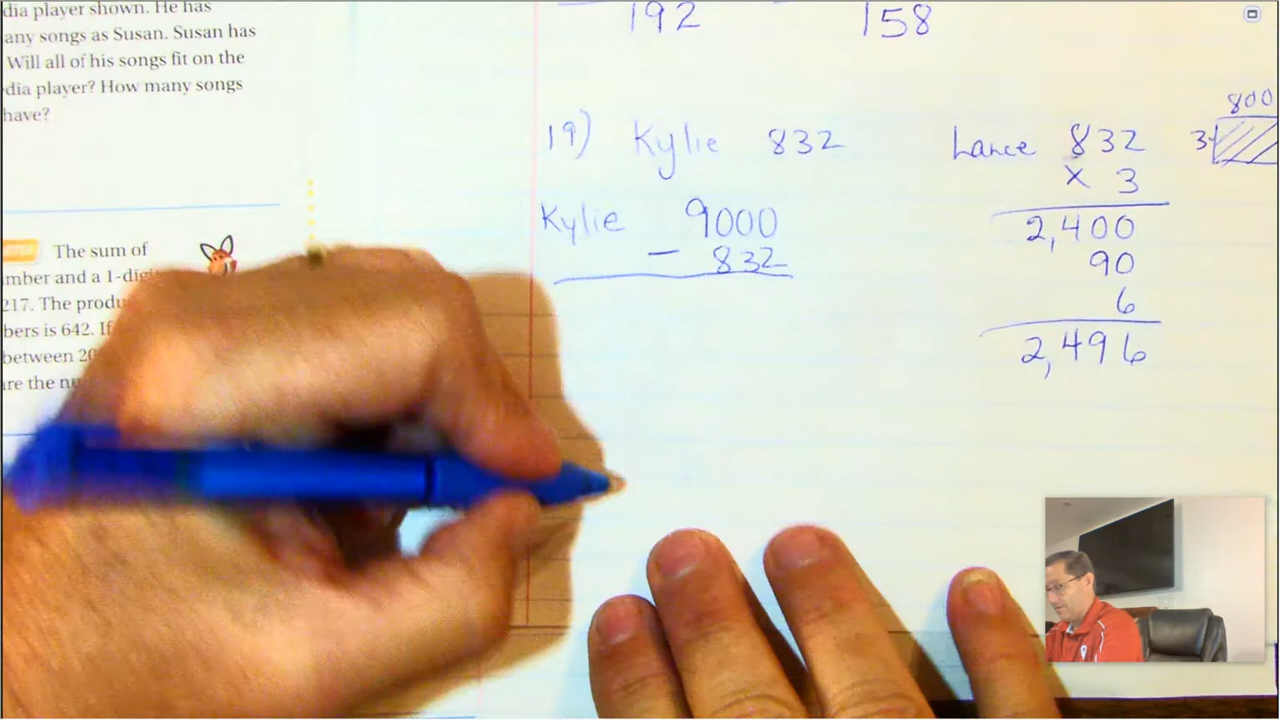 dia player shown. He has
any songs as Susan. Susan has
Will all of his songs fit on the
dia player? How many songs
have?
The sum of
mber and a 1-digi
217. The produ
bers is 642. If
between 20
are the nu
192 158
19) Kylie 832
Kylie 9000
- 832
Lance 832
x 3
2,400
90
6
2,496
800
3